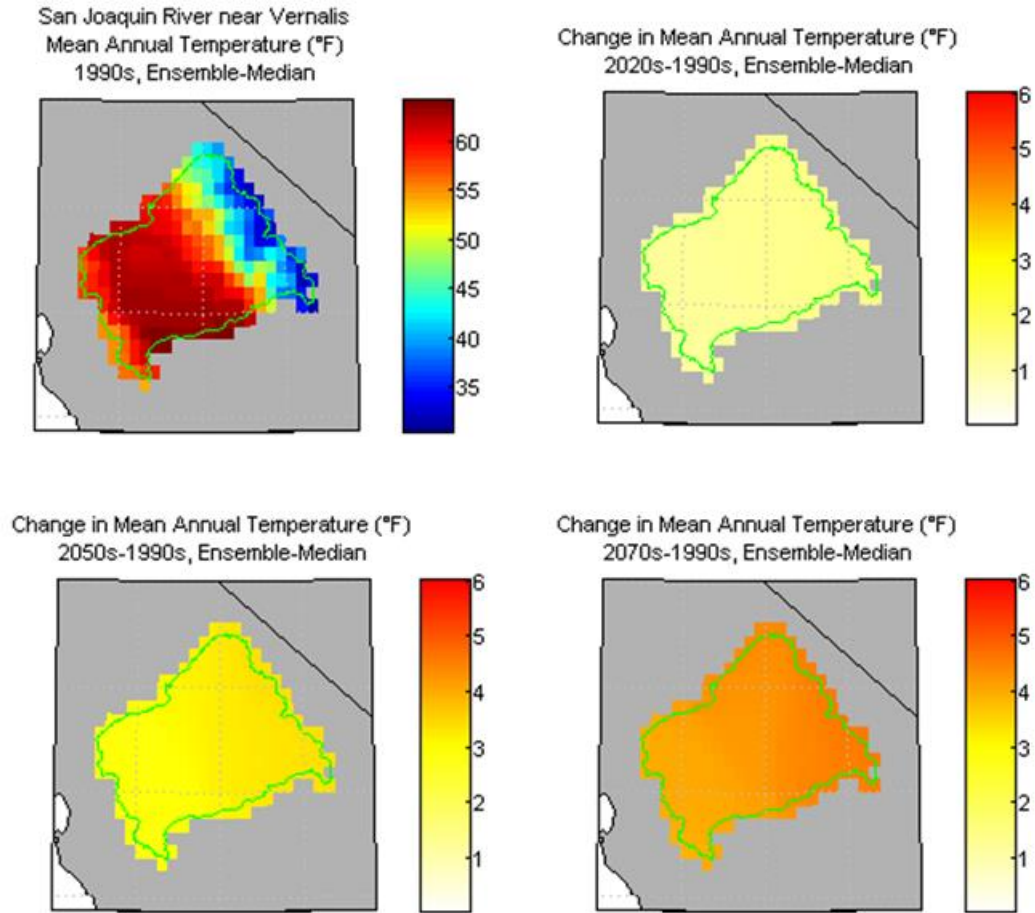 San Joaquin River near Vernalis
Mean Annual Temperature (°F)
1990s, Ensemble-Median
60
55
50
45
40
35
Change in Mean Annual Temperature (°F)
2020s-1990s, Ensemble-Median
6
5
4
3
2
1
Change in Mean Annual Temperature (°F)
2050s-1990s, Ensemble-Median
6
5
4
3
2
1
Change in Mean Annual Temperature (°F)
2070s-1990s, Ensemble-Median
6
5
4
3
2
1